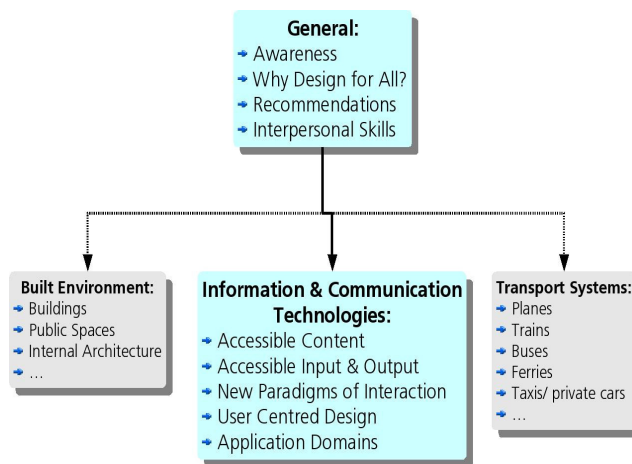 General:
Awareness
Why Design for All?
Recommendations
Interpersonal Skills
Built Environment:
Buildings
Public Spaces
Internal Architecture
…
Information & Communication
Technologies:
Accessible Content
Accessible Input & Output
New Paradigms of Interaction
User Centred Design
Application Domains
Transport Systems:
Planes
Trains
Buses
Ferries
Taxis/ private cars
…